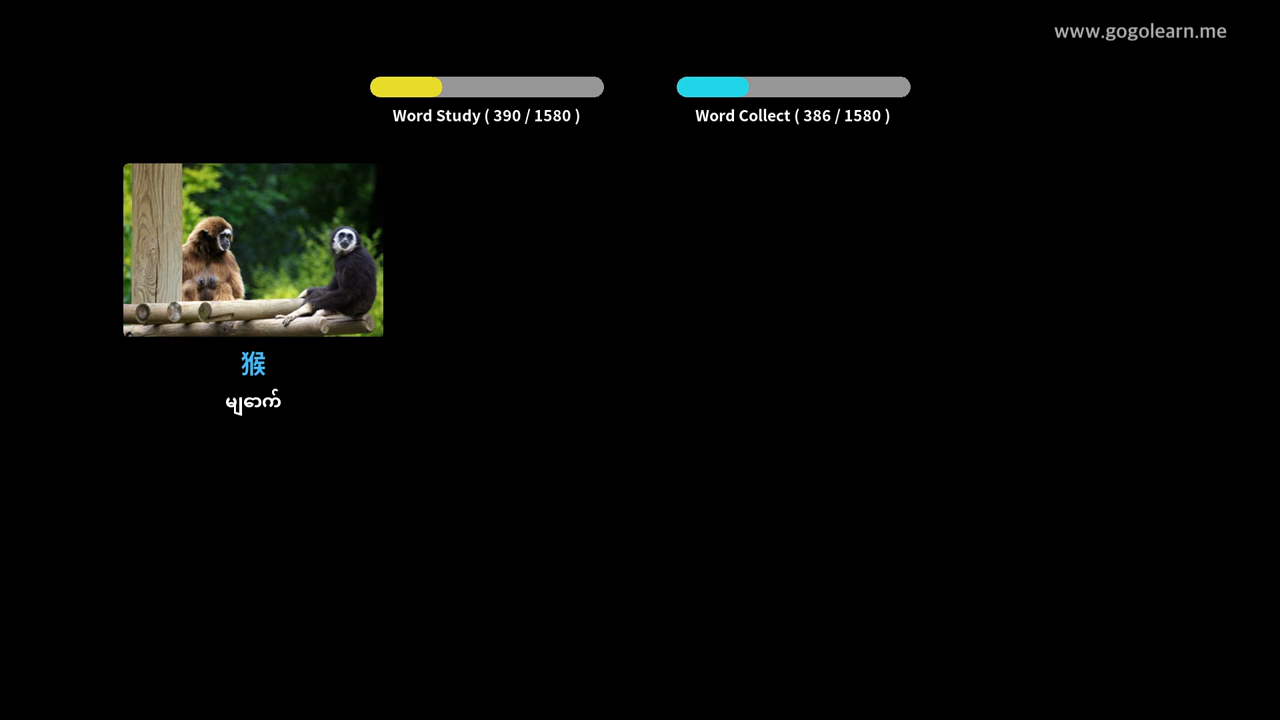 www.gogolearn.me
Word Study ( 390 / 1580 )
Word Collect ( 386 / 1580 )
猴
မျောက်